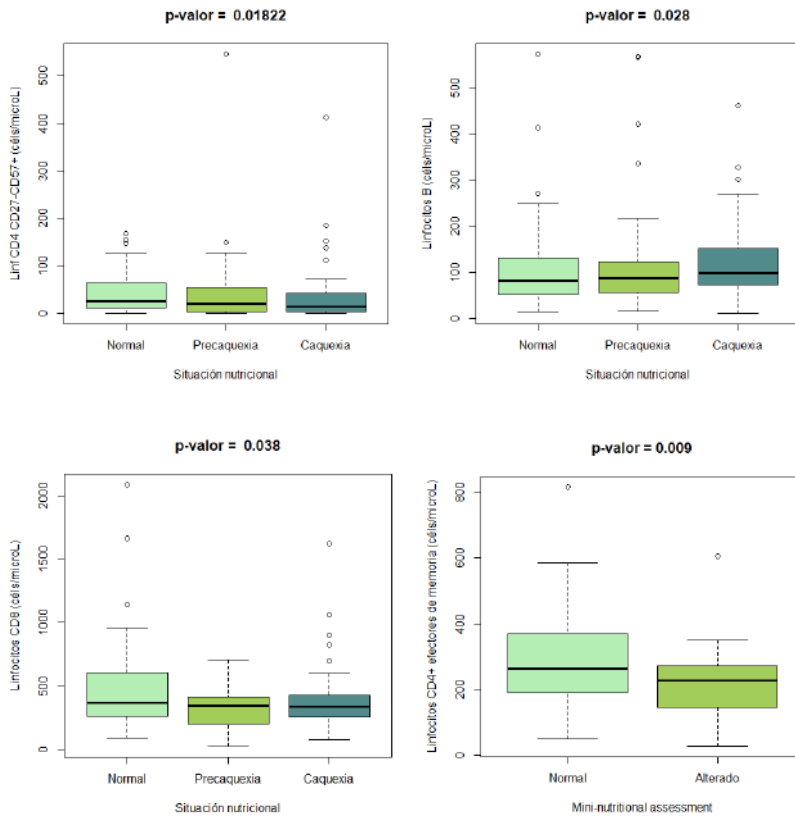 p-valor = 0.01822
Linf CD4 CD27-CD57+ (céls/microL)
500
400
300
200
100
0
Normal
Precaquexia
Caquexia
Situación nutricional
p-valor = 0.028
Linfocitos B (céls/microL)
500
400
300
200
100
0
Normal
Precaquexia
Caquexia
Situación nutricional
p-valor = 0.038
Linfocitos CD8 (céls/microL)
2000
1500
1000
500
0
Normal
Precaquexia
Caquexia
Situación nutricional
p-valor = 0.009
Linfocitos CD4+ efectores de memoria (céls/microL)
800
600
400
200
0
Normal
Alterado
Mini-nutritional assessment